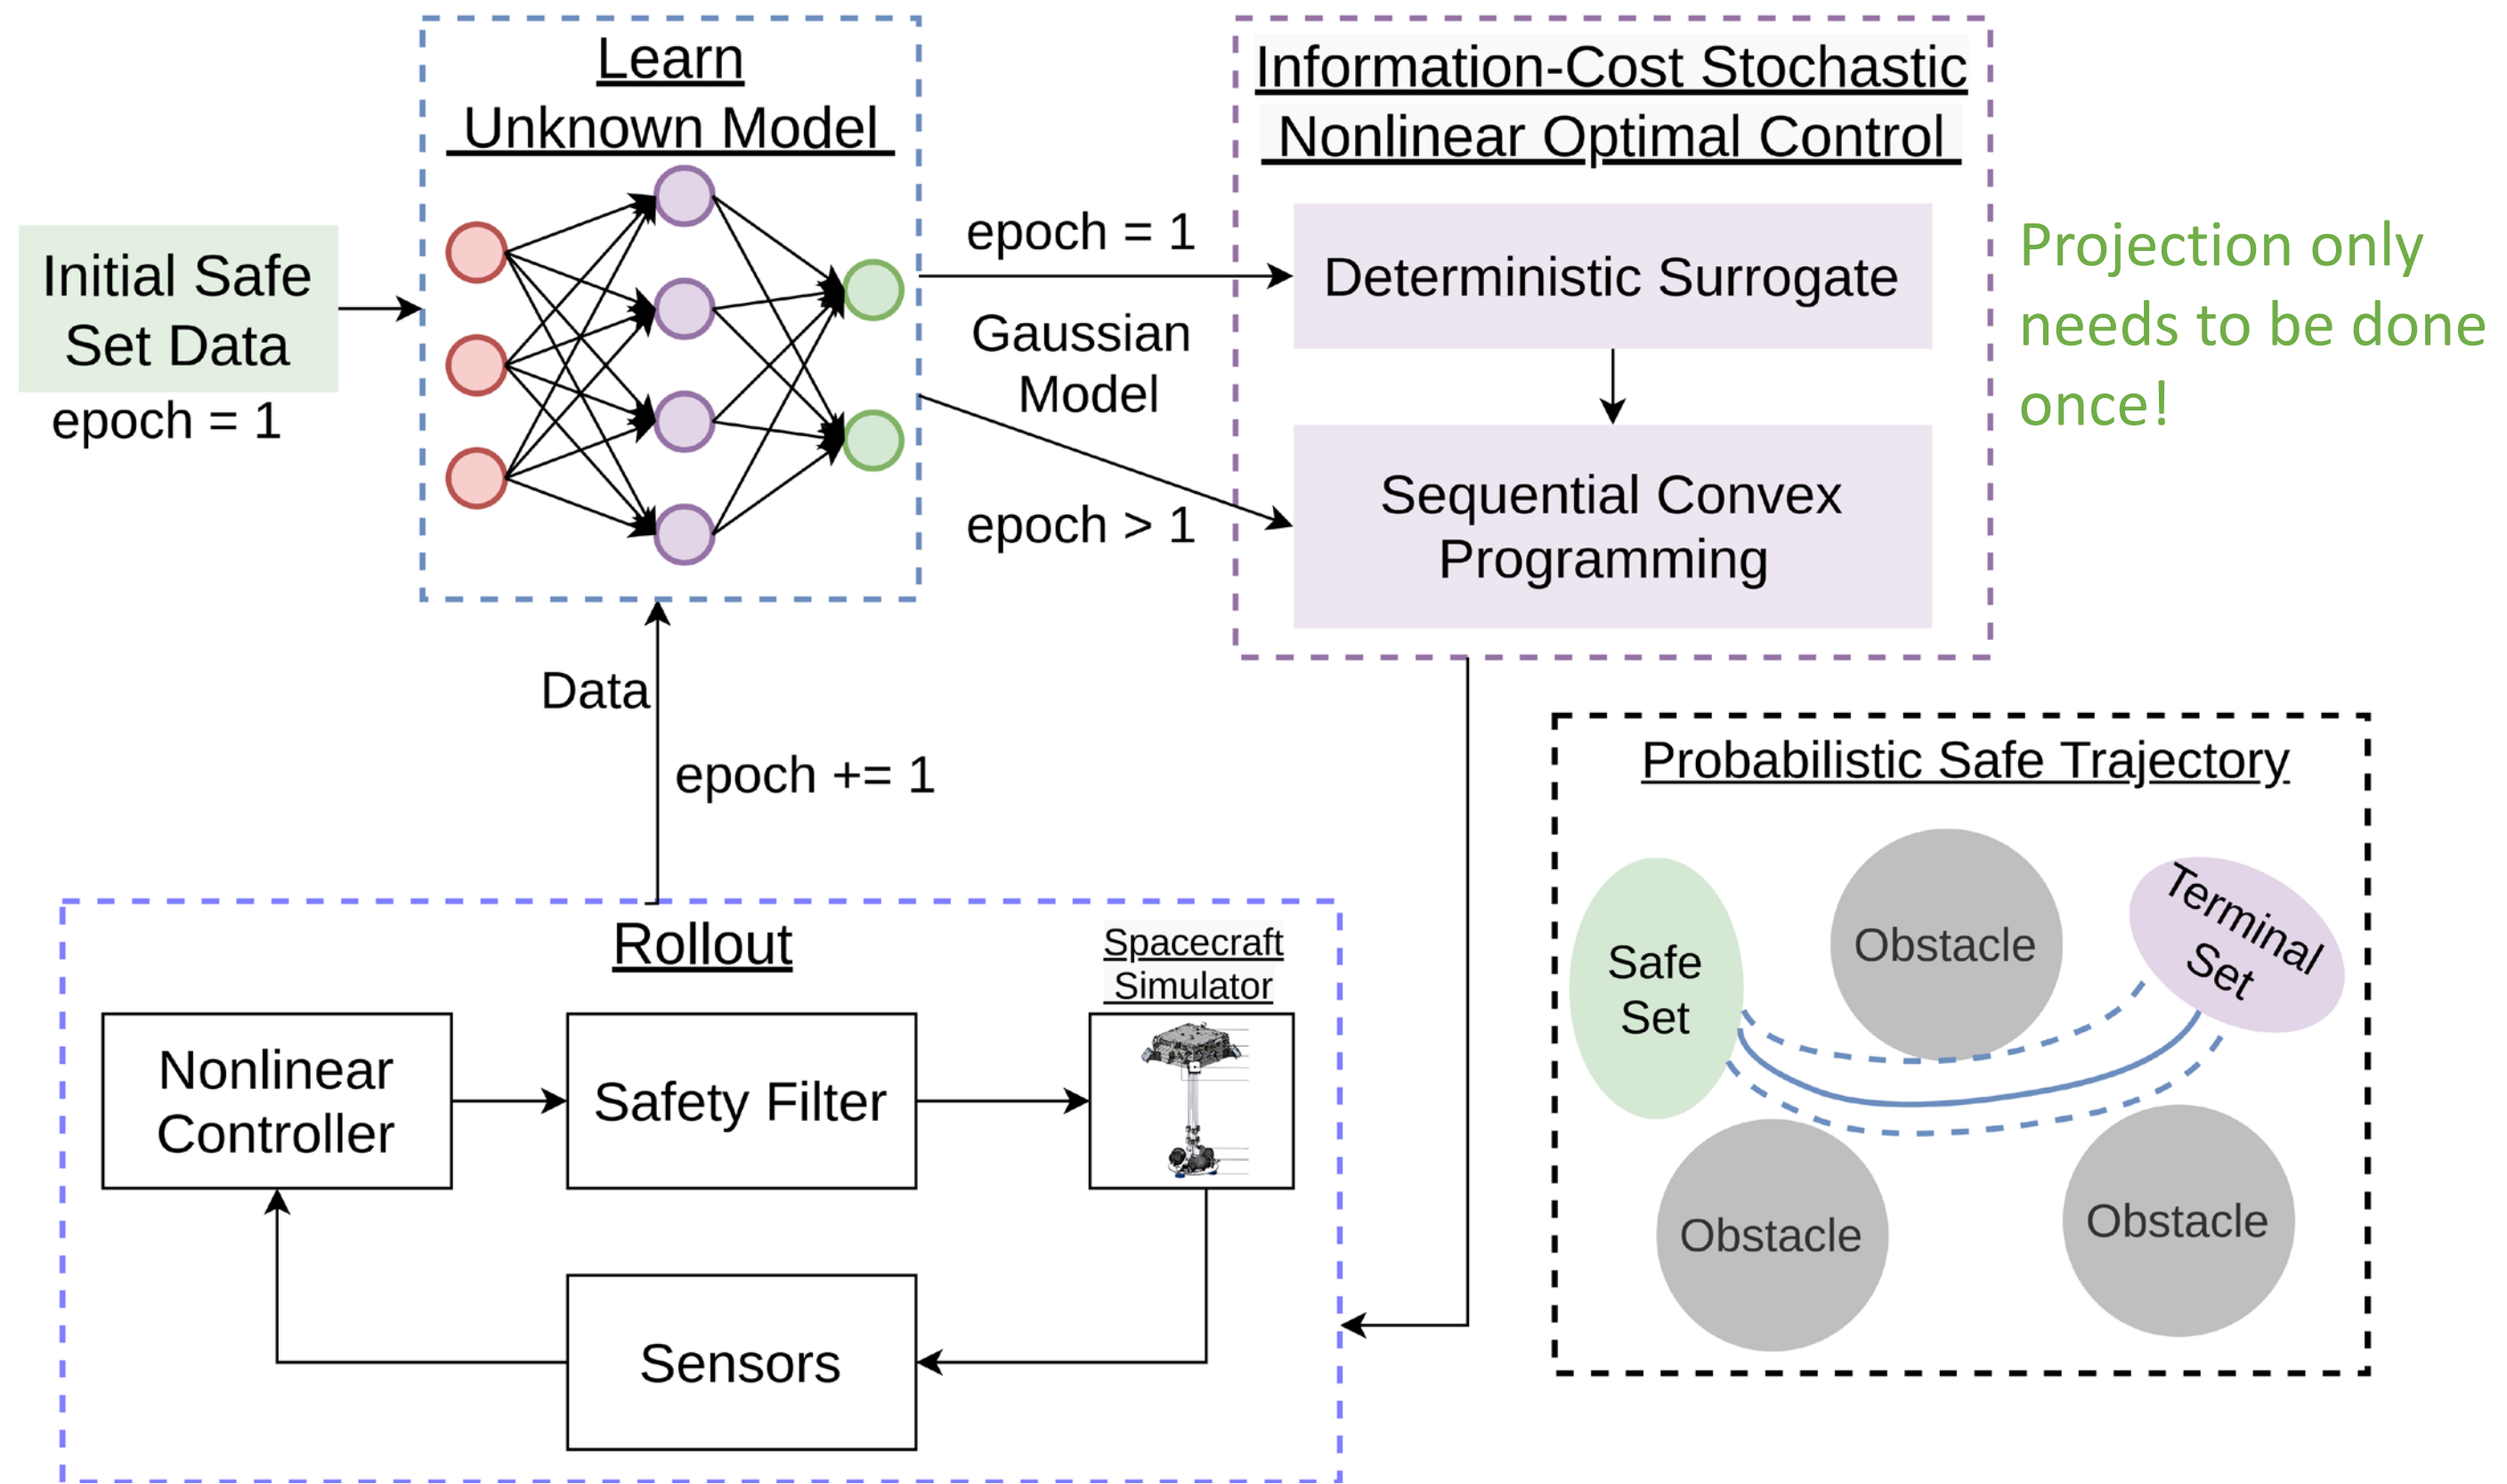 Learn
Unknown Model
Initial Safe
Set Data
epoch = 1
epoch = 1
Gaussian
Model
epoch > 1
Information-Cost Stochastic
Nonlinear Optimal Control
Deterministic Surrogate
Sequential Convex
Programming
Projection only
needs to be done
once!
Data
epoch += 1
Rollout
Spacecraft
Simulator
Nonlinear
Controller
Safety Filter
Sensors
Probabilistic Safe Trajectory
Safe
Set
Obstacle
Terminal
Set
Obstacle
Obstacle